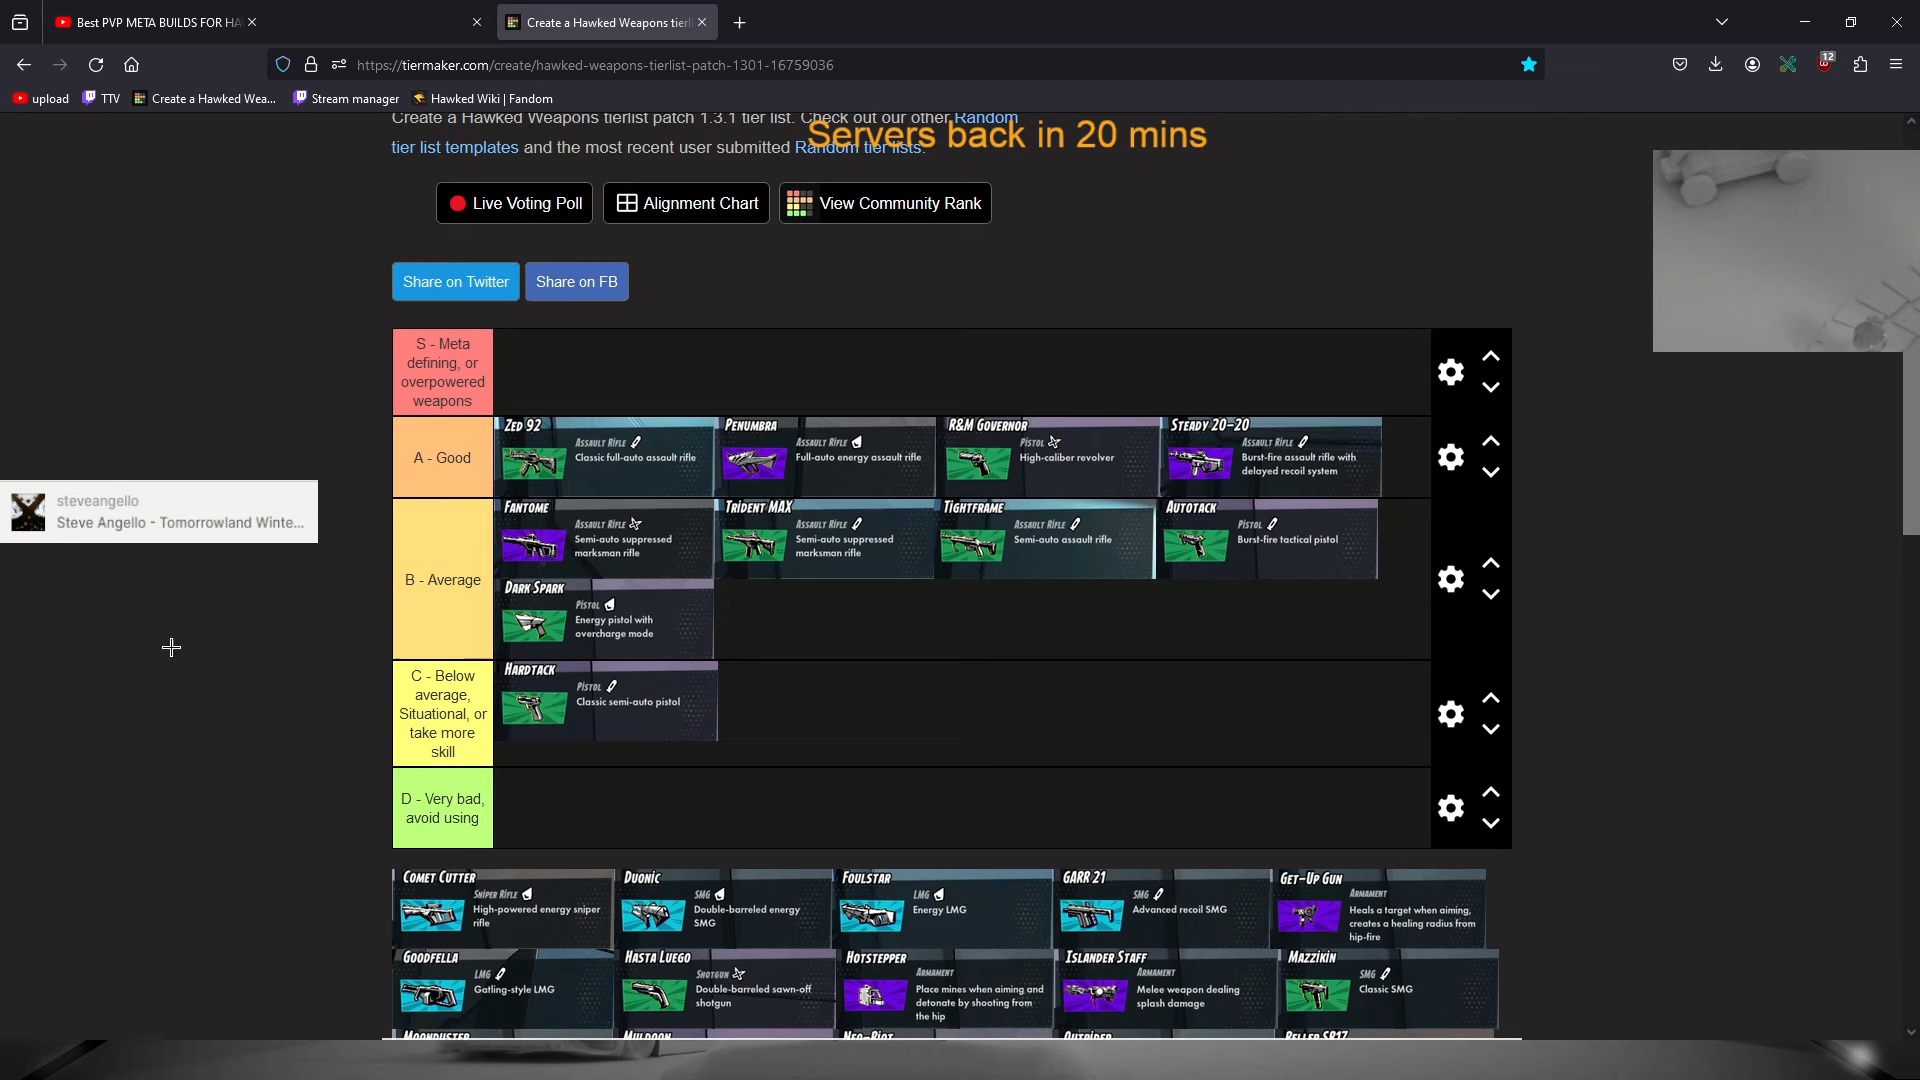 Best PVP META BUILDS FOR HA
Create a Hawked Weapons tierl
https://tiermaker.com/create/hawked-weapons-tierlist-patch-1301-16759036
12
upload
TTV
Create a Hawked Wea...
Stream manager
Hawked Wiki | Fandom
Create a Hawked Weapons tierlist patch 1.3.1 tier list. Check out our other Random
tier list templates and the most recent user submitted Random tier lists.
Servers back in 20 mins
Live Voting Poll
Alignment Chart
View Community Rank
Share on Twitter
Share on FB
steveangello
Steve Angello - Tomorrowland Winte...
S - Meta
defining, or
overpowered
weapons
A - Good
ZED 92
ASSAULT RIFLE
Classic full-auto assault rifle
PENUMBRA
ASSAULT RIFLE
Full-auto energy assault rifle
R&M GOVERNOR
PISTOL
High-caliber revolver
STEADY 20-20
ASSAULT RIFLE
Burst-fire assault rifle with
delayed recoil system
B - Average
FANTOME
ASSAULT RIFLE
Semi-auto suppressed
marksman rifle
TRIDENT MAX
ASSAULT RIFLE
Semi-auto suppressed
marksman rifle
TIGHTFRAME
ASSAULT RIFLE
Semi-auto assault rifle
AUTOTACK
PISTOL
Burst-fire tactical pistol
DARK SPARK
PISTOL
Energy pistol with
overcharge mode
C - Below
average,
Situational, or
take more
skill
HARDTACK
PISTOL
Classic semi-auto pistol
D - Very bad,
avoid using
COMET CUTTER
SNIPER RIFLE
High-powered energy sniper
rifle
DUONIC
SMG
Double-barreled energy
SMG
FOULSTAR
LMG
Energy LMG
GARR 21
SMG
Advanced recoil SMG
GET-UP GUN
ARMAMENT
Heals a target when aiming,
creates a healing radius from
hip-fire
GOODFELLA
LMG
Gatling-style LMG
HASTA LUEGO
SHOTGUN
Double-barreled sawn-off
shotgun
HOTSTEPPER
ARMAMENT
Place mines when aiming and
detonate by shooting from
the hip
ISLANDER STAFF
ARMAMENT
Melee weapon dealing
splash damage
MAZZIKIN
SMG
Classic SMG
MOONDUSTER
MULDOON
NEO-RIOT
OUTRIDER
RELLER SR17